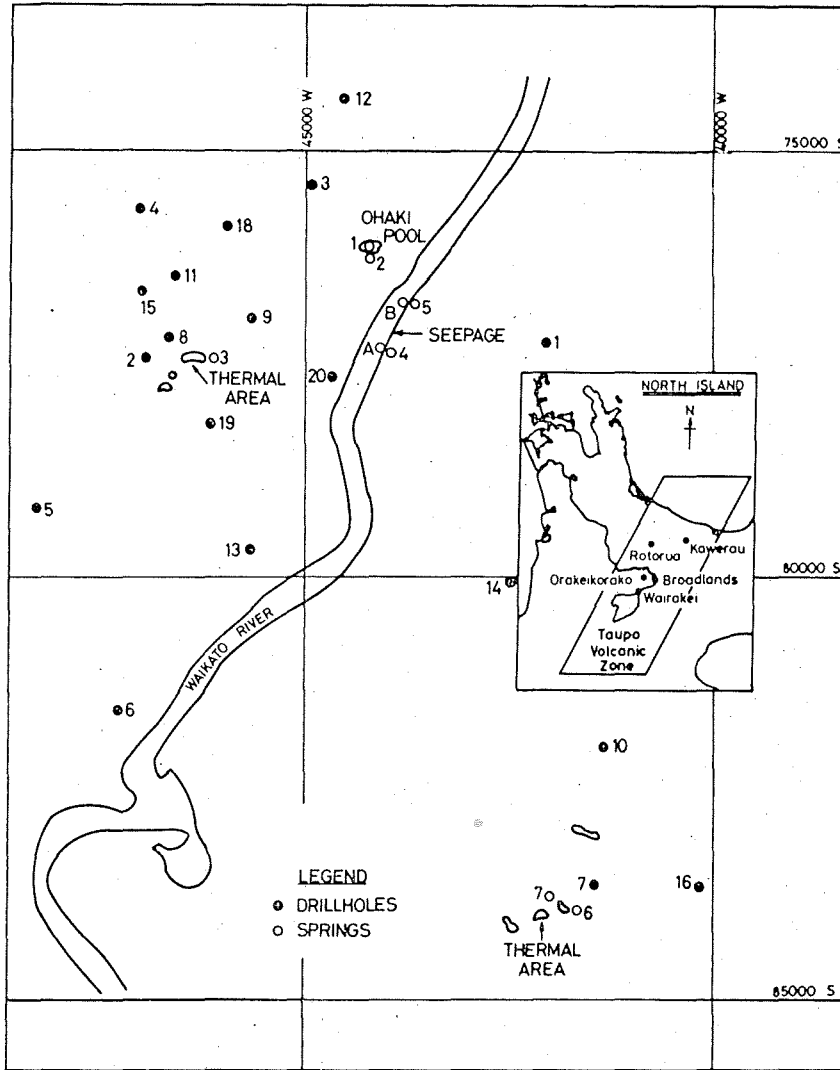 12
45000 W
40000 W
75000 S
3
4
18
OHAKI
POOL
1
2
11
15
B
5
9
SEEPAGE
8
2
3
A
4
1
THERMAL
AREA
20
19
NORTH ISLAND
N
5
13
Rotorua
Kawerau
14
Orakeikorako
Broadlands
80000 S
Wairakei
Taupo
Volcanic
Zone
WAIKATO RIVER
6
10
LEGEND
DRILLHOLES
SPRINGS
7
7
6
16
THERMAL
AREA
85000 S